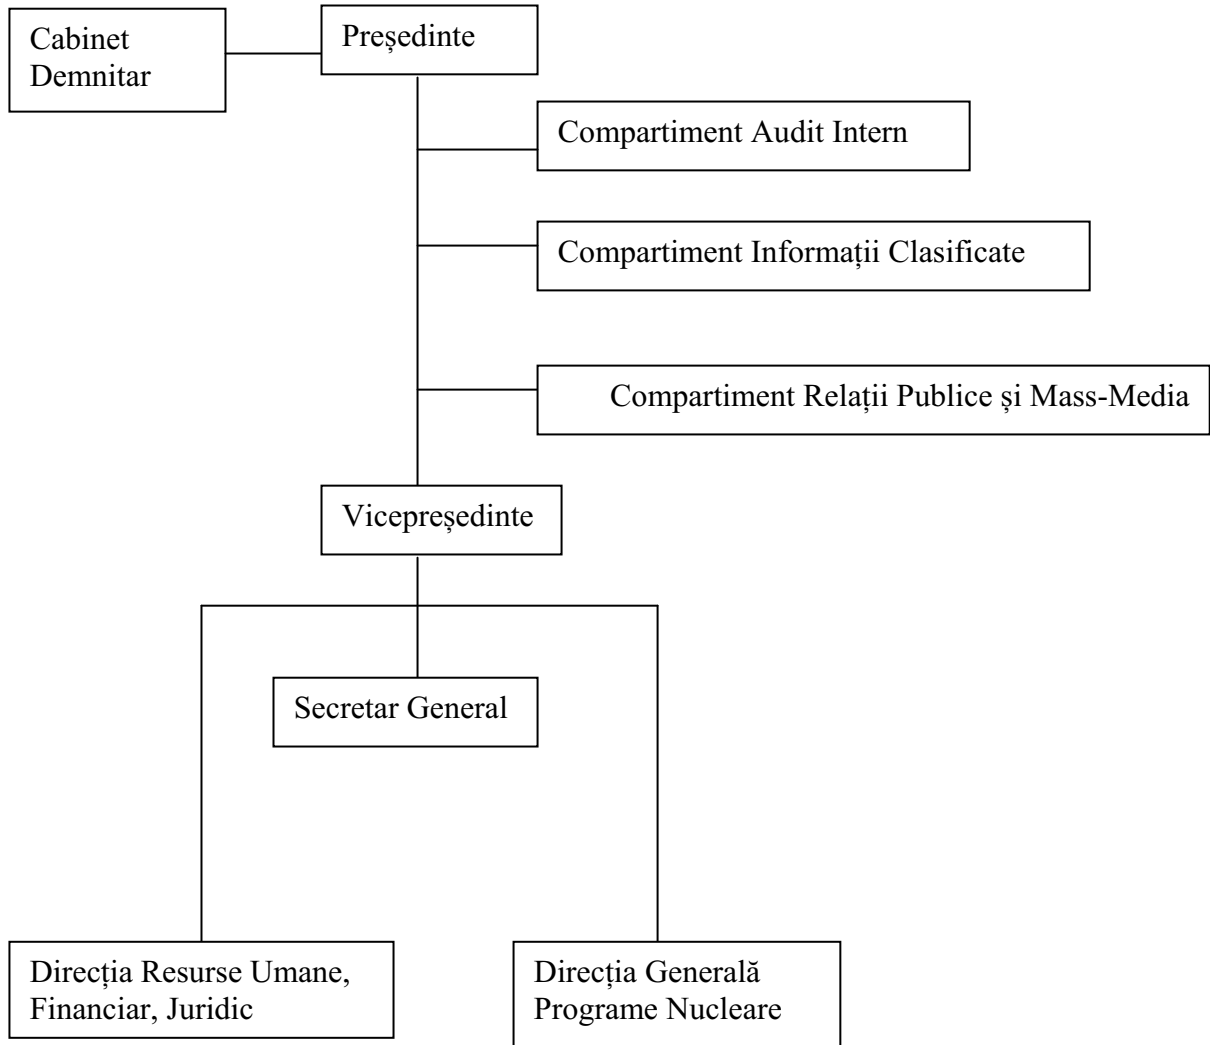 Cabinet
Demnitar
Președinte
Compartiment Audit Intern
Compartiment Informații Clasificate
Compartiment Relații Publice și Mass-Media
Vicepreședinte
Secretar General
Direcția Resurse Umane,
Financiar, Juridic
Direcția Generală
Programe Nucleare